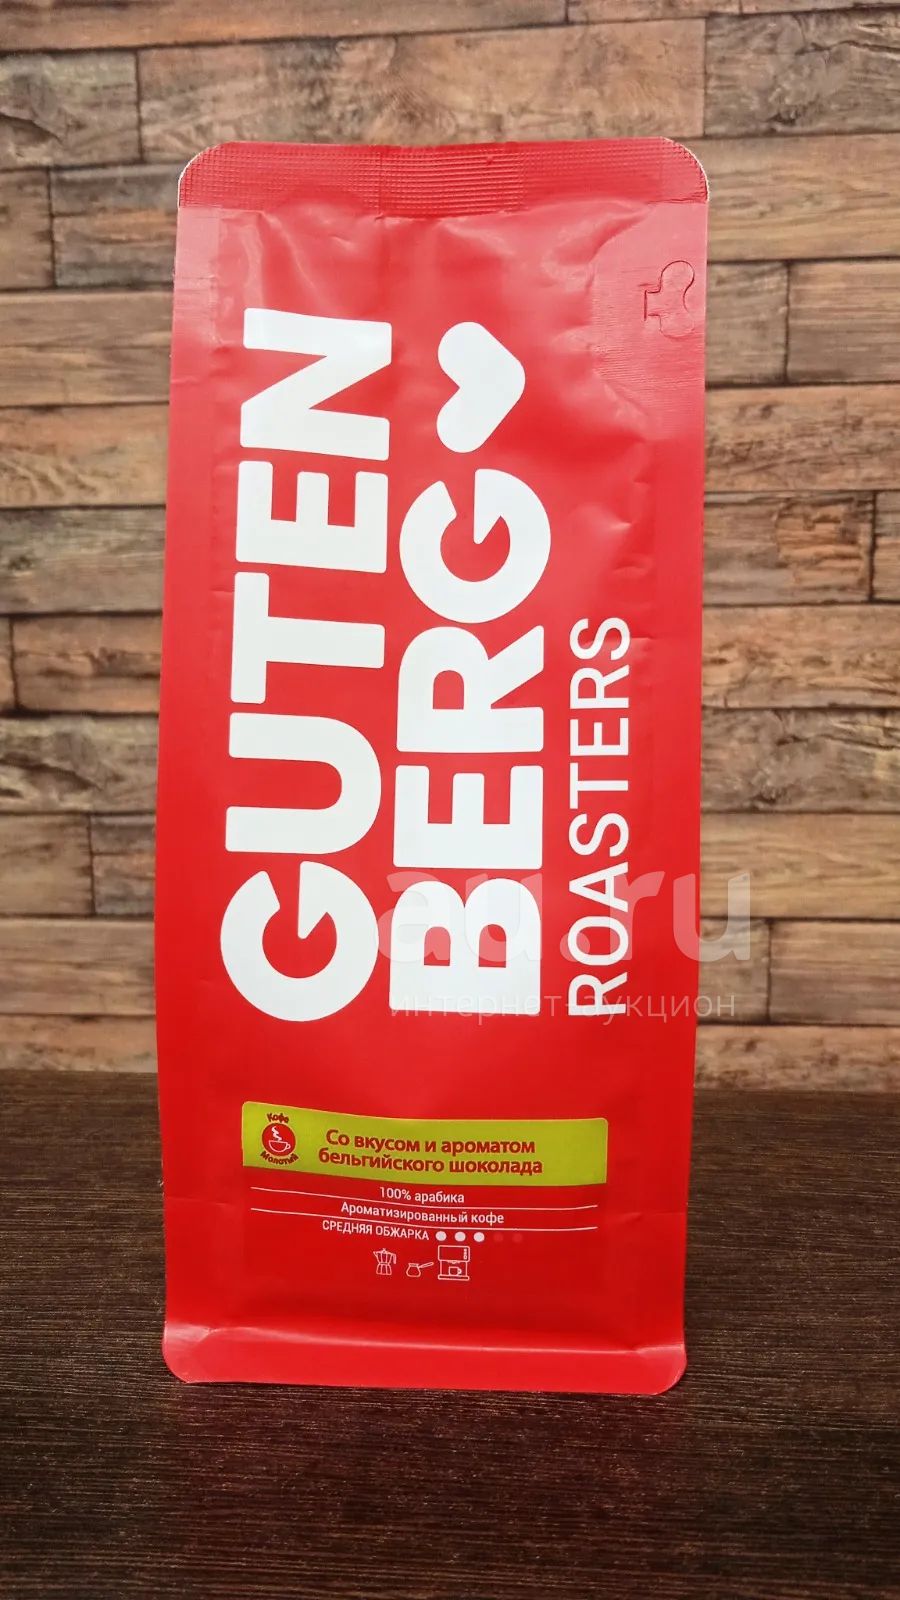 GUTEN
BERG
ROASTERS
au.ru
интернет-аукцион
Кофе
Молотый
Со вкусом и ароматом
бельгийского шоколада
100% арабика
Ароматизированный кофе
СРЕДНЯЯ ОБЖАРКА